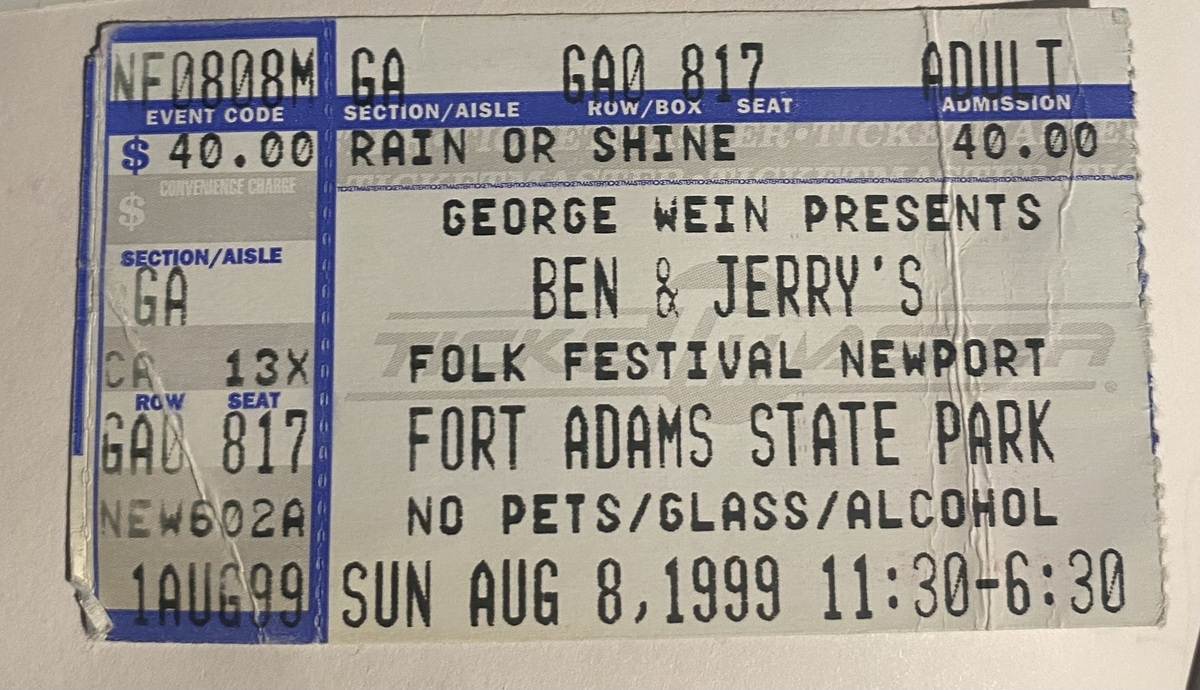 NF0808M GA GA0 817 ADULT
EVENT CODE SECTION/AISLE ROW/BOX SEAT ADMISSION
$ 40.00 RAIN OR SHINE 40.00
CONVENIENCE CHARGE
$
GEORGE WEIN PRESENTS
SECTION/AISLE
GA
BEN & JERRY'S
TICKETMASTER
CA 13X
FOLK FESTIVAL NEWPORT
ROW SEAT
GA0 817
FORT ADAMS STATE PARK
NEW602A
NO PETS/GLASS/ALCOHOL
1AUG99
SUN AUG 8,1999 11:30-6:30